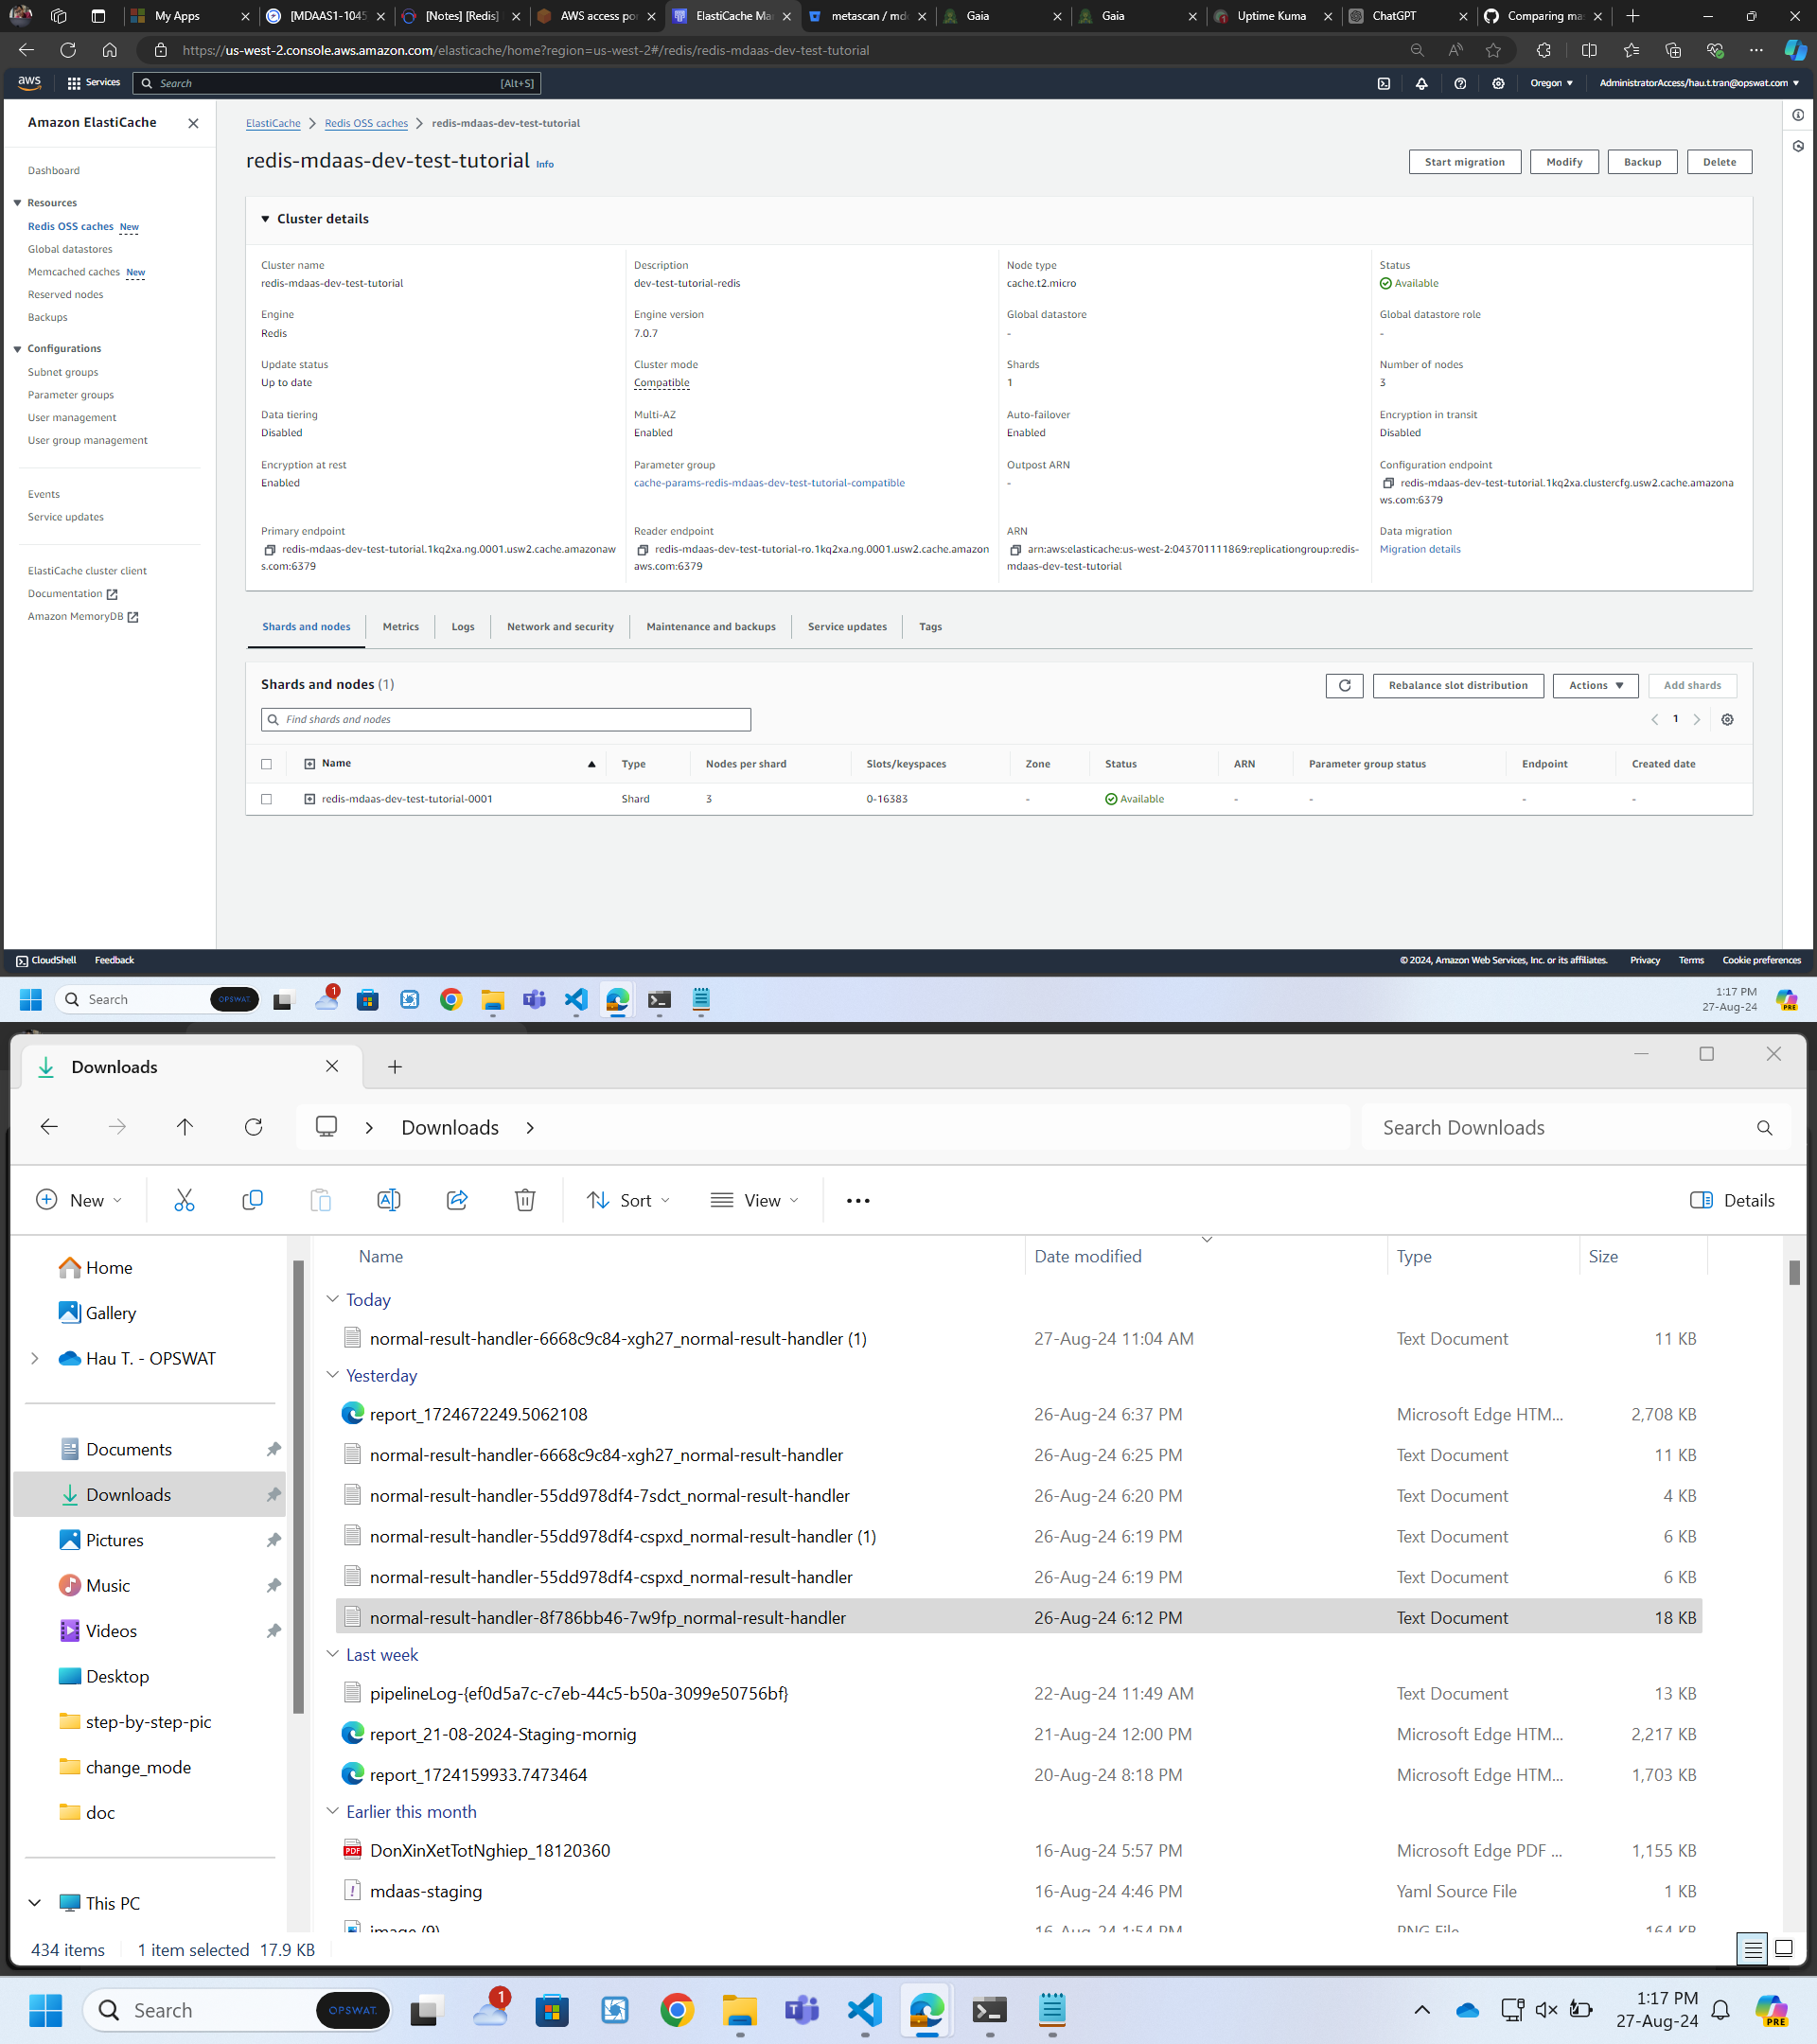 My Apps
[MDAAS1-1045
[Notes] [Redis]
AWS access por
ElastiCache Ma
metascan / mdc
Gaia
Gaia
Uptime Kuma
ChatGPT
Comparing ma
https://us-west-2.console.aws.amazon.com/elasticache/home?region=us-west-2#/redis/redis-mdaas-dev-test-tutorial
aws
Services
Search
[Alt+S]
Oregon
AdministratorAccess/hau.t.tran@opswat.com
Amazon ElastiCache
Dashboard
Resources
Redis OSS caches New
Global datastores
Memcached caches New
Reserved nodes
Backups
Configurations
Subnet groups
Parameter groups
User management
User group management
Events
Service updates
ElastiCache cluster client
Documentation
Amazon MemoryDB
ElastiCache
Redis OSS caches
redis-mdaas-dev-test-tutorial
redis-mdaas-dev-test-tutorial Info
Start migration
Modify
Backup
Delete
Cluster details
Cluster name
redis-mdaas-dev-test-tutorial
Description
dev-test-tutorial-redis
Node type
cache.t2.micro
Status
Available
Engine
Redis
Engine version
7.0.7
Global datastore
-
Global datastore role
-
Update status
Up to date
Cluster mode
Compatible
Shards
1
Number of nodes
3
Data tiering
Disabled
Multi-AZ
Enabled
Auto-failover
Enabled
Encryption in transit
Disabled
Encryption at rest
Enabled
Parameter group
cache-params-redis-mdaas-dev-test-tutorial-compatible
Outpost ARN
-
Configuration endpoint
redis-mdaas-dev-test-tutorial.1kq2xa.clustercfg.usw2.cache.amazona
ws.com:6379
Primary endpoint
redis-mdaas-dev-test-tutorial.1kq2xa.ng.0001.usw2.cache.amazonaw
s.com:6379
Reader endpoint
redis-mdaas-dev-test-tutorial-ro.1kq2xa.ng.0001.usw2.cache.amazon
aws.com:6379
ARN
arn:aws:elasticache:us-west-2:043701111869:replicationgroup:redis-
mdaas-dev-test-tutorial
Data migration
Migration details
Shards and nodes
Metrics
Logs
Network and security
Maintenance and backups
Service updates
Tags
Shards and nodes (1)
Rebalance slot distribution
Actions
Add shards
Find shards and nodes
1
Name
Type
Nodes per shard
Slots/keyspaces
Zone
Status
ARN
Parameter group status
Endpoint
Created date
redis-mdaas-dev-test-tutorial-0001
Shard
3
0-16383
-
Available
-
-
-
-
CloudShell
Feedback
© 2024, Amazon Web Services, Inc. or its affiliates.
Privacy
Terms
Cookie preferences
Search
OPSWAT
1
1:17 PM
27-Aug-24
PRE
Downloads
Downloads
Search Downloads
New
Sort
View
Details
Home
Gallery
Hau T. - OPSWAT
Documents
Downloads
Pictures
Music
Videos
Desktop
step-by-step-pic
change_mode
doc
This PC
Name
Date modified
Type
Size
Today
normal-result-handler-6668c9c84-xgh27_normal-result-handler (1) 27-Aug-24 11:04 AM Text Document 11 KB
Yesterday
report_1724672249.5062108 26-Aug-24 6:37 PM Microsoft Edge HTM... 2,708 KB
normal-result-handler-6668c9c84-xgh27_normal-result-handler 26-Aug-24 6:25 PM Text Document 11 KB
normal-result-handler-55dd978df4-7sdct_normal-result-handler 26-Aug-24 6:20 PM Text Document 4 KB
normal-result-handler-55dd978df4-cspxd_normal-result-handler (1) 26-Aug-24 6:19 PM Text Document 6 KB
normal-result-handler-55dd978df4-cspxd_normal-result-handler 26-Aug-24 6:19 PM Text Document 6 KB
normal-result-handler-8f786bb46-7w9fp_normal-result-handler 26-Aug-24 6:12 PM Text Document 18 KB
Last week
pipelineLog-{ef0d5a7c-c7eb-44c5-b50a-3099e50756bf} 22-Aug-24 11:49 AM Text Document 13 KB
report_21-08-2024-Staging-mornig 21-Aug-24 12:00 PM Microsoft Edge HTM... 2,217 KB
report_1724159933.7473464 20-Aug-24 8:18 PM Microsoft Edge HTM... 1,703 KB
Earlier this month
DonXinXetTotNghiep_18120360 16-Aug-24 5:57 PM Microsoft Edge PDF ... 1,155 KB
mdaas-staging 16-Aug-24 4:46 PM Yaml Source File 1 KB
image (9) 16-Aug-24 1:54 PM PNG File 164 KB
434 items
1 item selected 17.9 KB
Search
OPSWAT.
1
1:17 PM
27-Aug-24
PRE